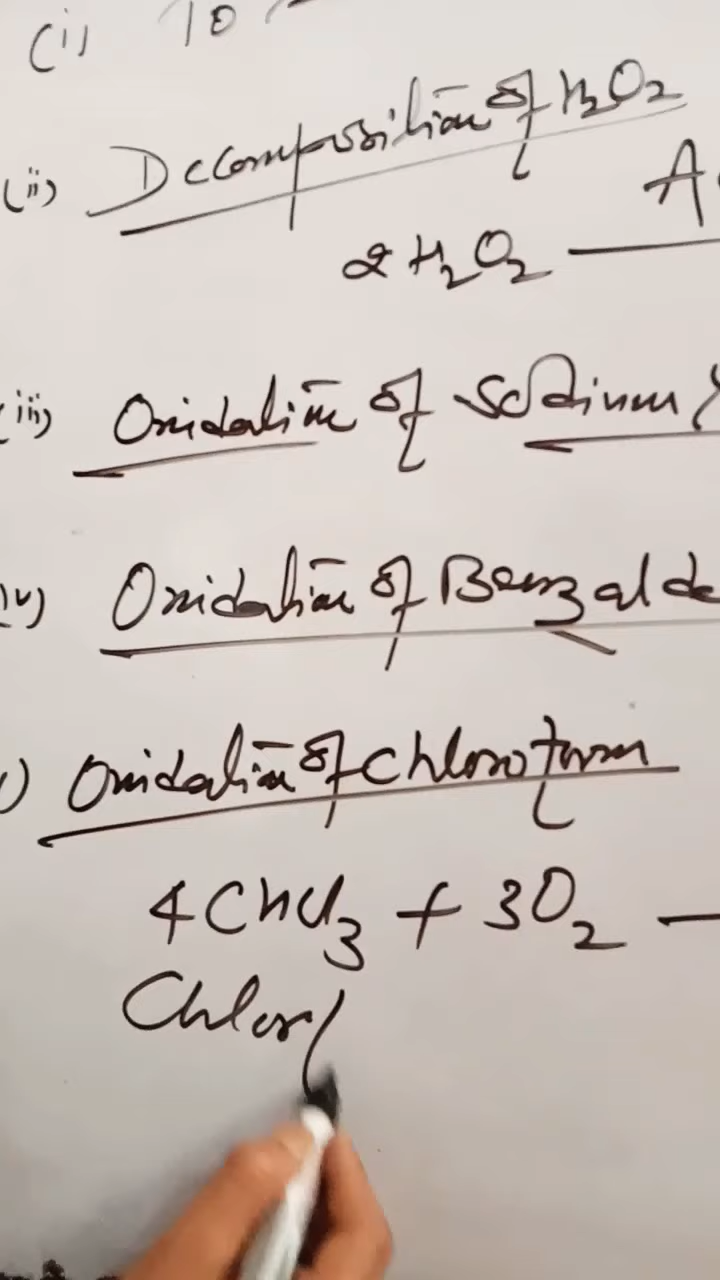 (i) 10
(ii) Decomposition of H₂O₂
A
2H₂O₂ —
(iii) Oxidation of Sodium
(iv) Oxidation of Benzalde
) Oxidation of Chloroform
4CHCl₃ + 3O₂ —
Chlor